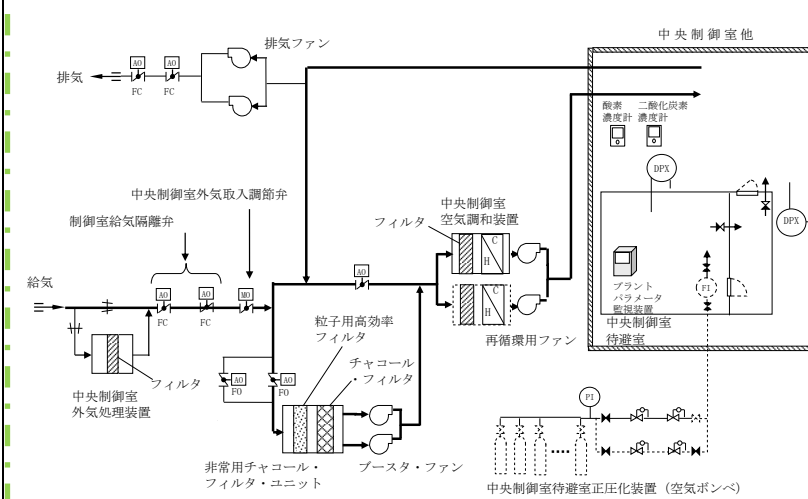 中央制御室他
排気ファン
AO
AO
排気
FC
FC
酸素
濃度計
二酸化炭素
濃度計
DPX
DPX
中央制御室外気取入調節弁
制御室給気隔離弁
中央制御室
空気調和装置
フィルタ
C
H
C
H
AO
給気
AO
AO
MO
FC
FC
FI
プラント
パラメータ
監視装置
中央制御室
待避室
再循環用ファン
粒子用高効率
フィルタ
チャコール
・フィルタ
フィルタ
中央制御室
外気処理装置
AO
FO
AO
FO
PI
非常用チャコール・
フィルタ・ユニット
ブースタ・ファン
中央制御室待避室正圧化装置（空気ボンベ）